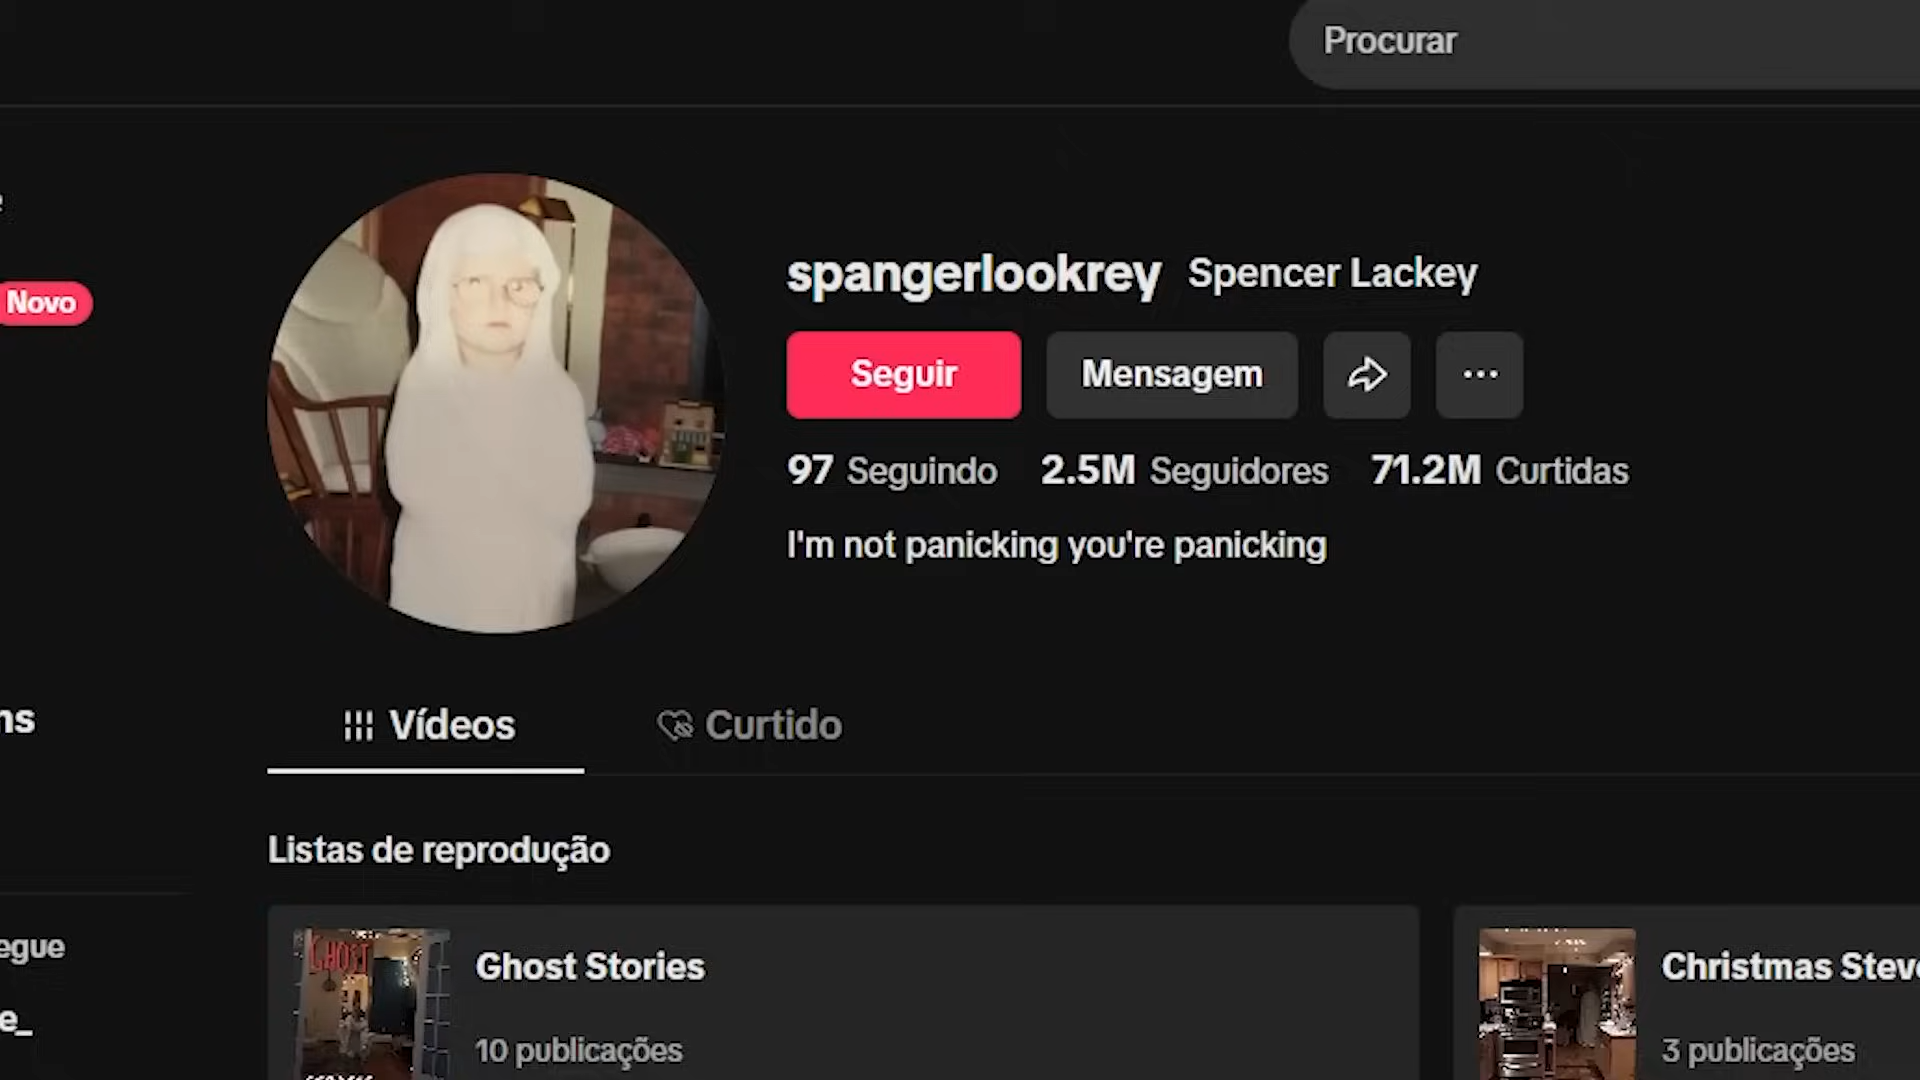 Procurar
Novo
spangerlookrey Spencer Lackey
Seguir Mensagem
97 Seguindo 2.5M Seguidores 71.2M Curtidas
I'm not panicking you're panicking
ns
Vídeos Curtido
Listas de reprodução
egue
e_
GHOST
Ghost Stories
10 publicações
Christmas Steve
3 publicações